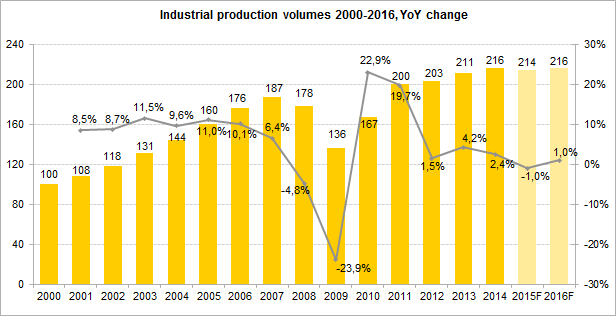 Industrial production volumes 2000-2016, YoY change
240 200 160 120 80 40 0
30% 20% 10% 0% -10% -20% -30%
100 108 118 131 144 160 176 187 178 136 167 200 203 211 216 214 216
8,5% 8,7% 11,5% 9,6% 11,0% 10,1% 6,4% -4,8% -23,9% 22,9% 19,7% 1,5% 4,2% 2,4% -1,0% 1,0%
2000 2001 2002 2003 2004 2005 2006 2007 2008 2009 2010 2011 2012 2013 2014 2015F 2016F